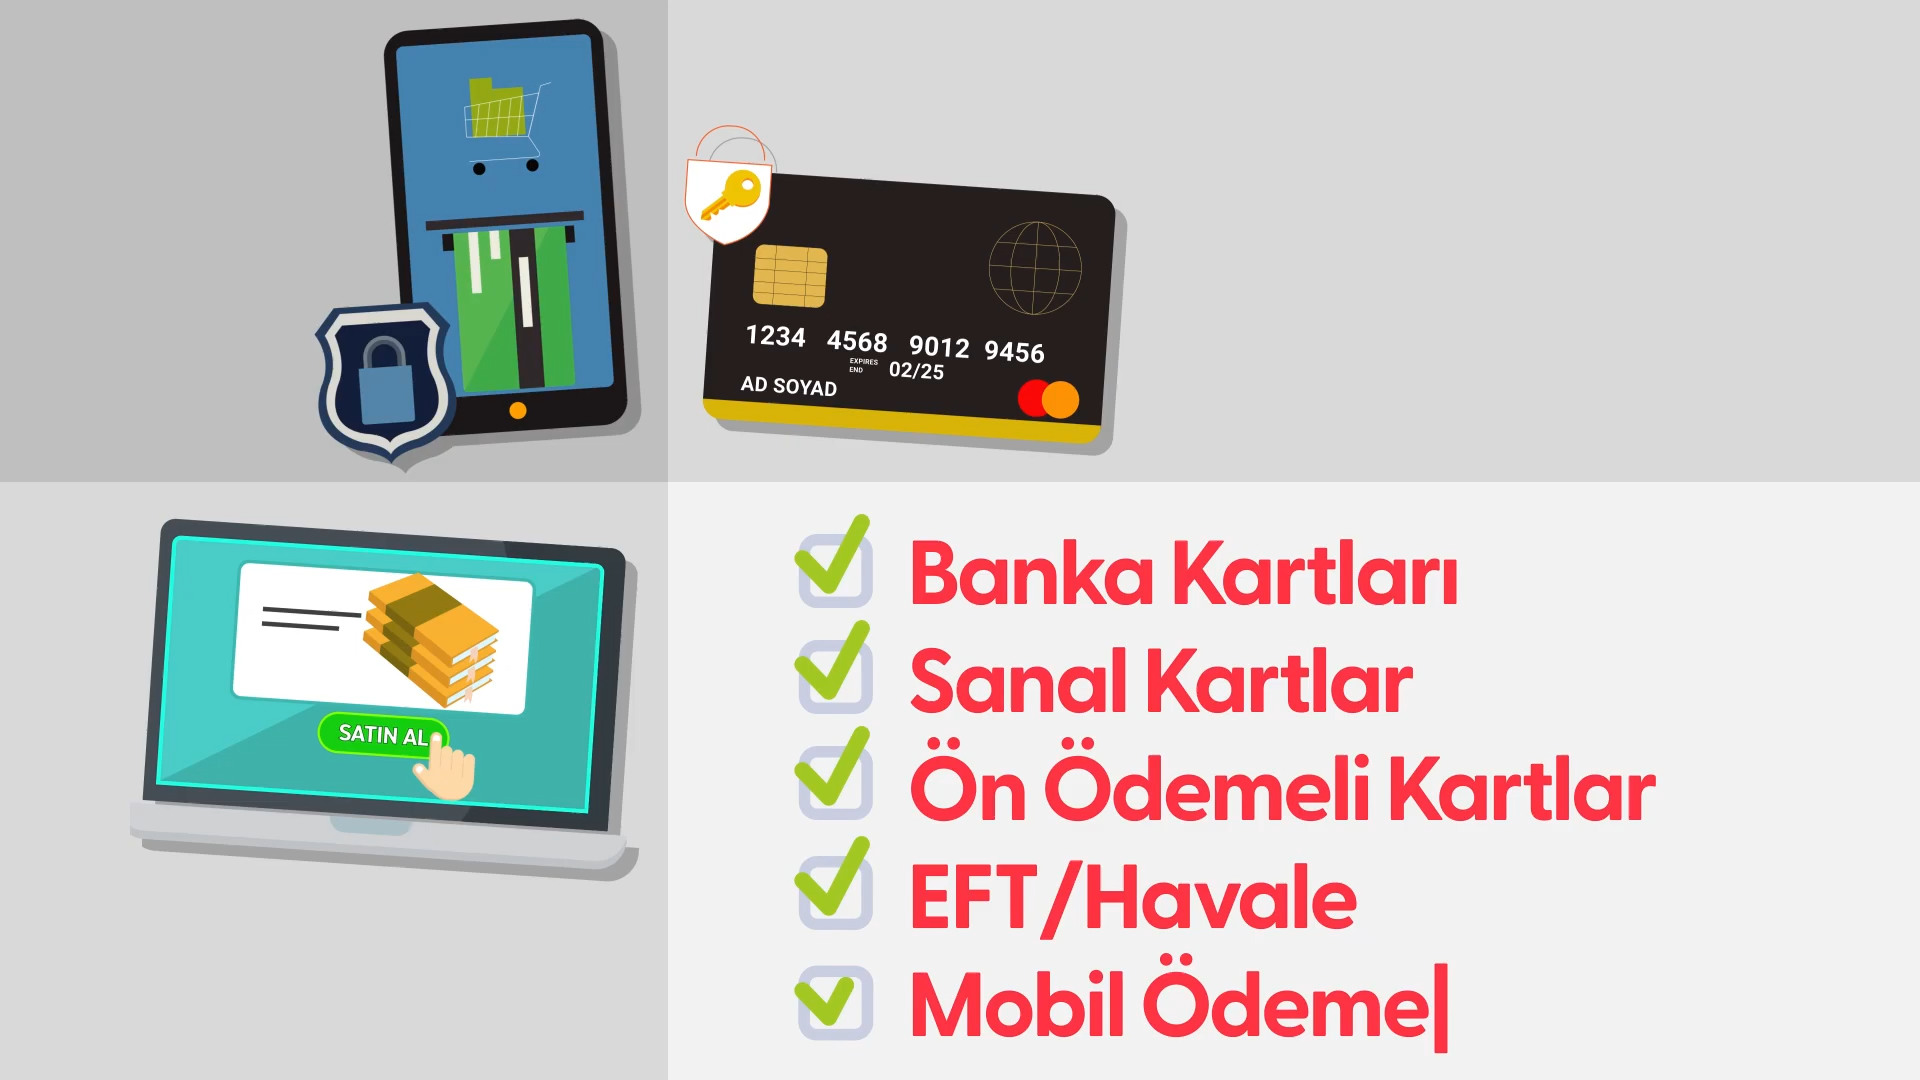 1234 4568 9012 9456
EXPIRES
END
02/25
AD SOYAD
SATIN AL
Banka Kartları
Sanal Kartlar
Ön Ödemeli Kartlar
EFT/Havale
Mobil Ödeme